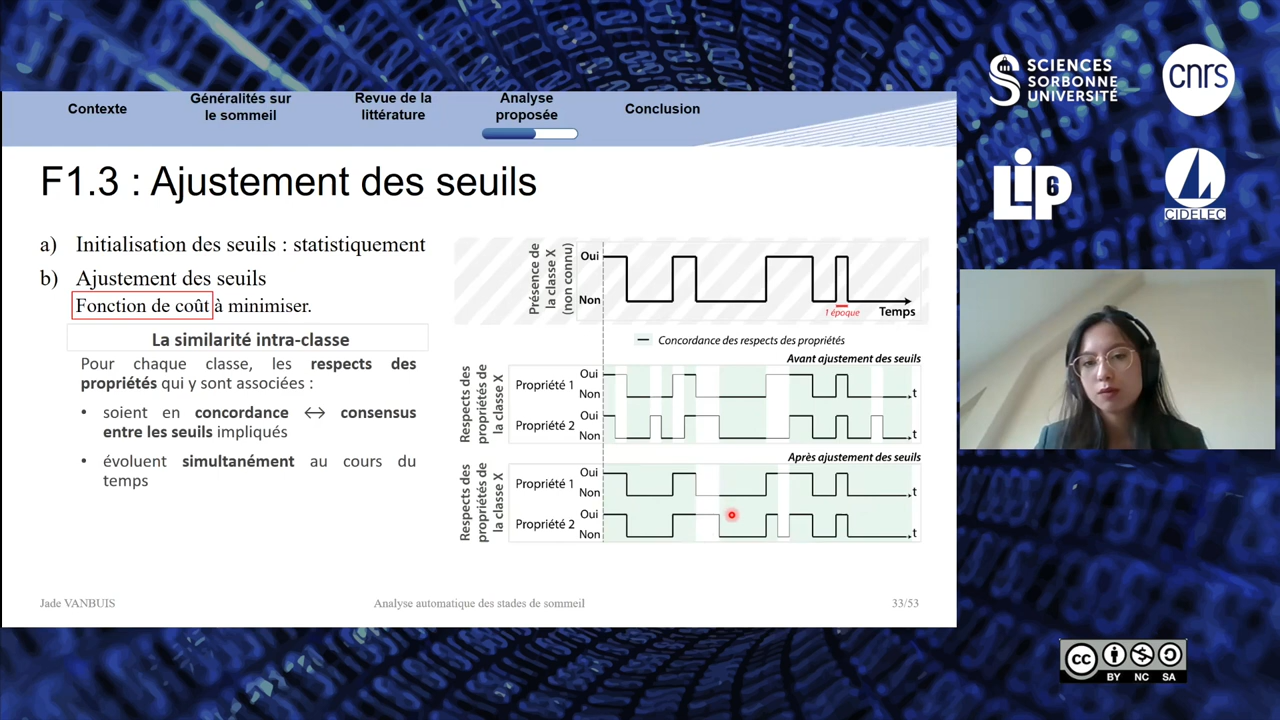 Contexte
Généralités sur
le sommeil
Revue de la
littérature
Analyse
proposée
Conclusion
F1.3 : Ajustement des seuils
a) Initialisation des seuils : statistiquement
b) Ajustement des seuils
Fonction de coût à minimiser.
La similarité intra-classe
Pour chaque classe, les respects des
propriétés qui y sont associées :
• soient en concordance ↔ consensus
entre les seuils impliqués
• évoluent simultanément au cours du
temps
Présence de
la classe X
(non connu)
Oui
Non
1 époque
Temps
Concordance des respects des propriétés
Avant ajustement des seuils
Respects des
propriétés de
la classe X
Propriété 1
Oui
Non
t
Propriété 2
Oui
Non
t
Après ajustement des seuils
Respects des
propriétés de
la classe X
Propriété 1
Oui
Non
t
Propriété 2
Oui
Non
t
Jade VANBUIS
Analyse automatique des stades de sommeil
33/53
SCIENCES
SORBONNE
UNIVERSITÉ
cnrs
LIP6
CIDELEC
cc
BY NC SA